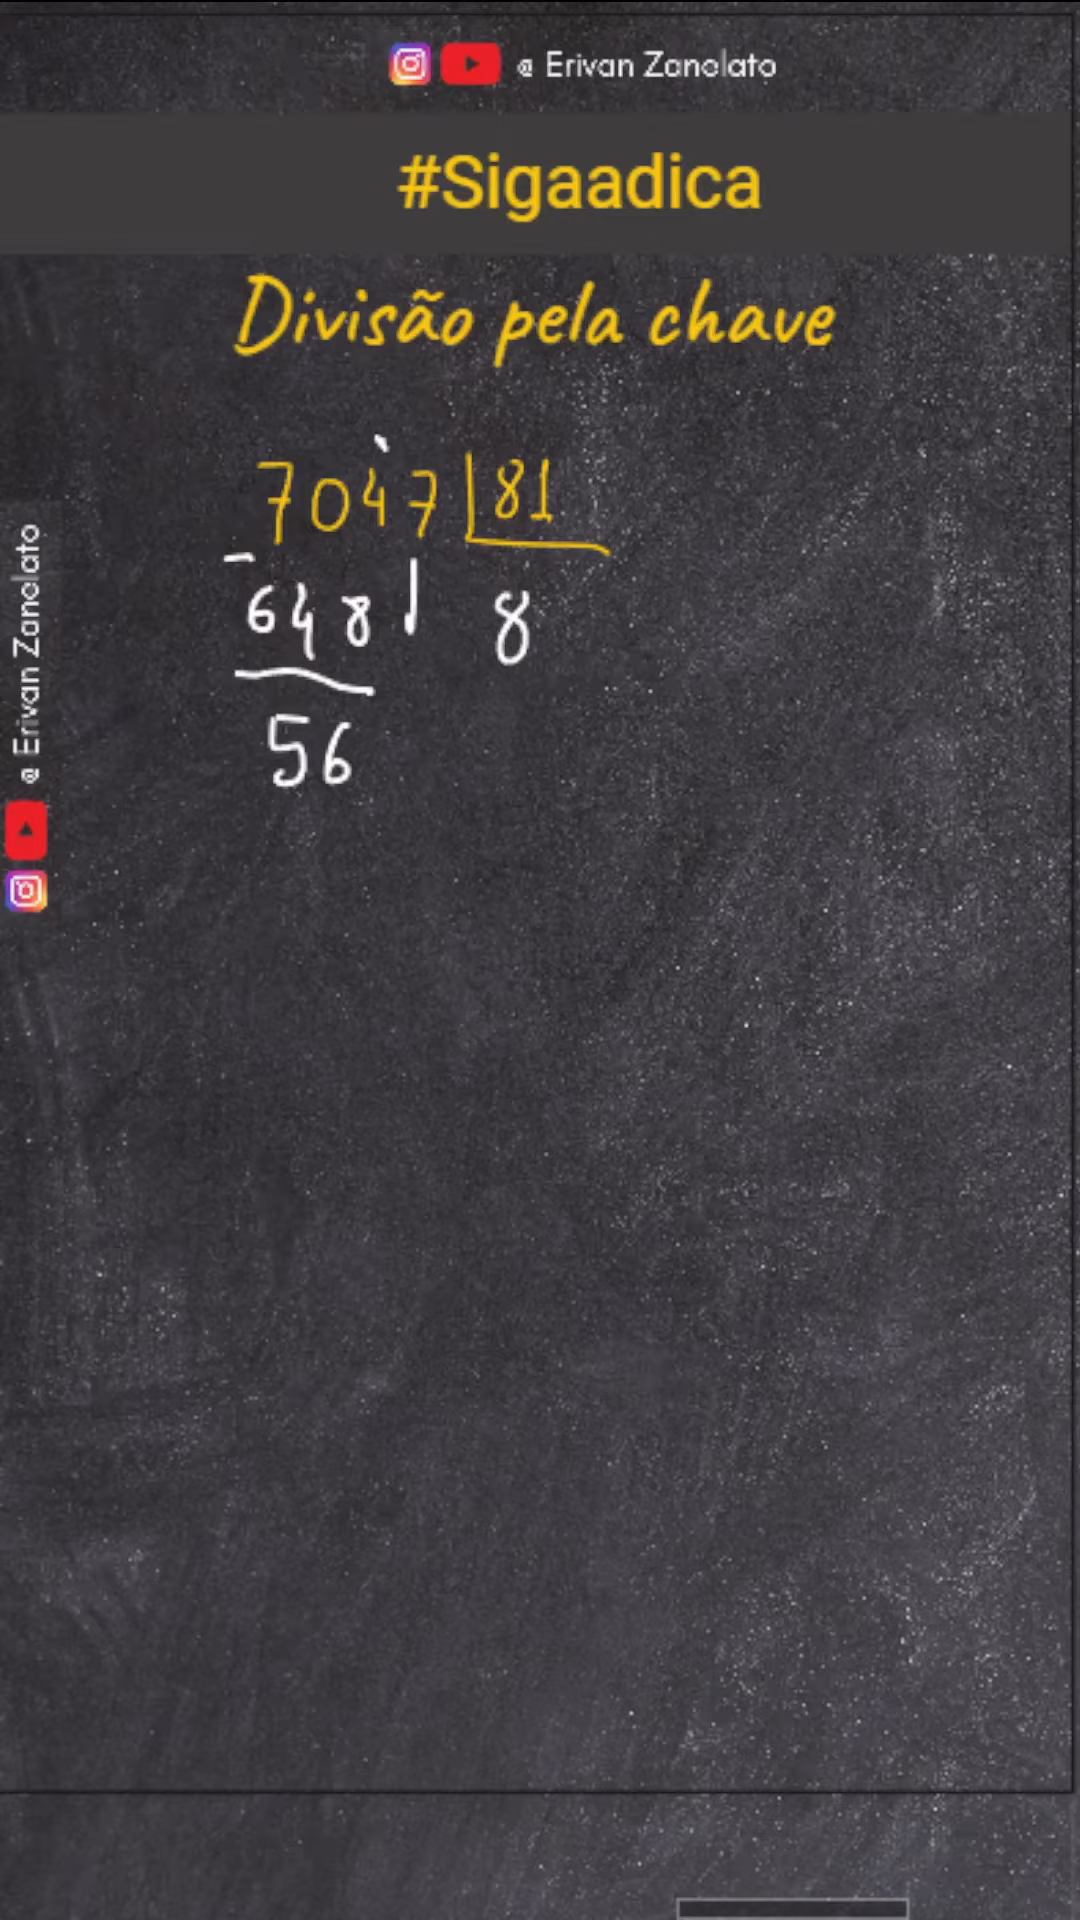 @ Erivan Zanolato
#Sigaadica
Divisão pela chave
7047 81
- 648 8
56
@ Erivan Zanolato